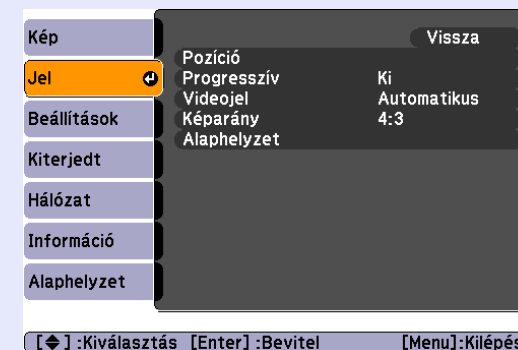 Kép
Jel
Beállítások
Kiterjedt
Hálózat
Információ
Alaphelyzet
Vissza
Pozíció
Progresszív Ki
Videojel Automatikus
Képarány 4:3
Alaphelyzet
[◆] :Kiválasztás [Enter] :Bevitel [Menu]:Kilépés